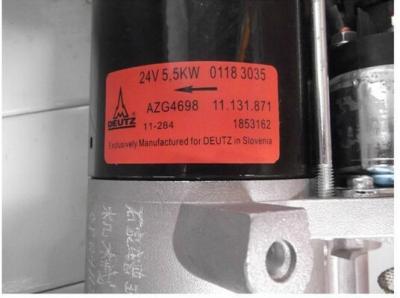 24V 5,5KW 0118 3035
AZG4698 11.131.871
DEUTZ 11-284 1853162
Exclusively Manufactured for DEUTZ in Slovenia